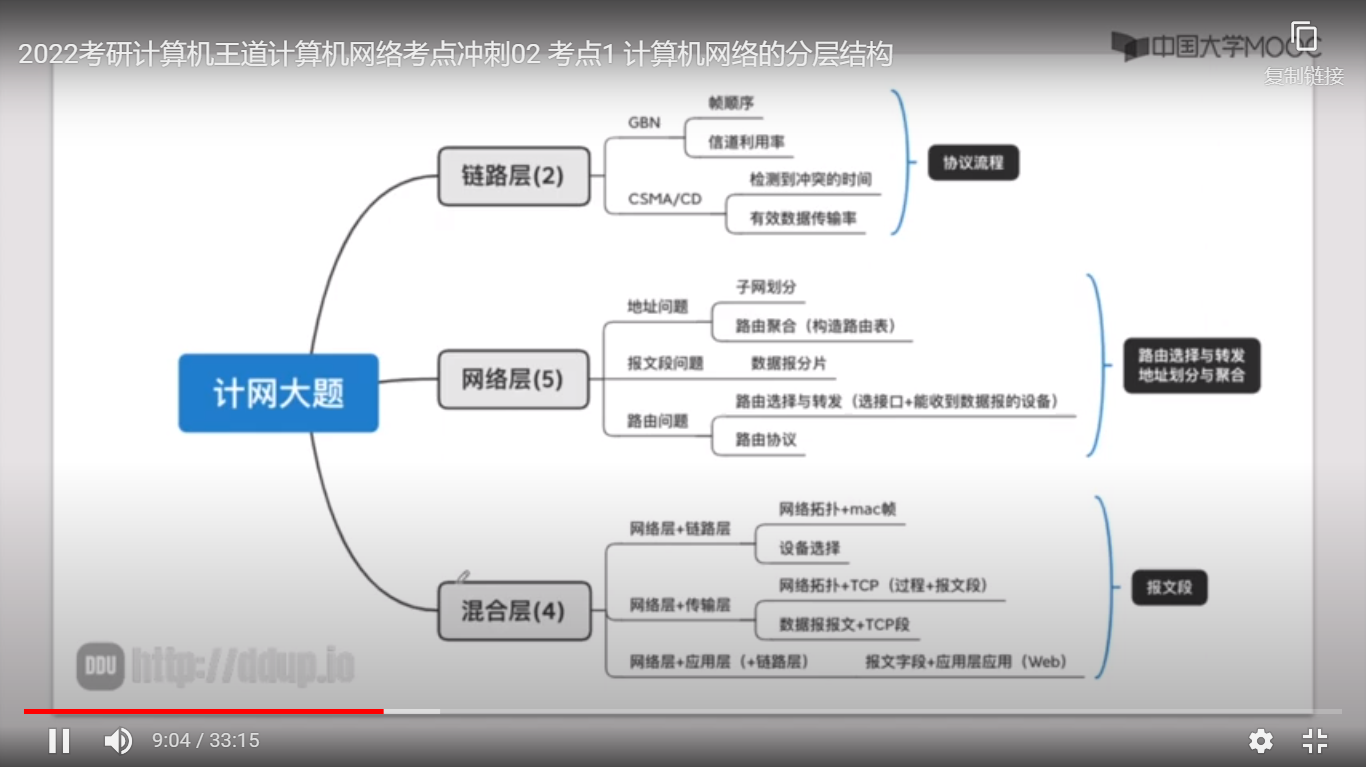 2022考研计算机王道计算机网络考点冲刺02 考点1 计算机网络的分层结构
中国大学MOOC
复制链接
计网大题
链路层(2)
GBN
帧顺序
信道利用率
CSMA/CD
检测到冲突的时间
有效数据传输率
协议流程
网络层(5)
地址问题
子网划分
路由聚合（构造路由表）
报文段问题
数据报分片
路由问题
路由选择与转发（选接口+能收到数据报的设备）
路由协议
路由选择与转发
地址划分与聚合
混合层(4)
网络层+链路层
网络拓扑+mac帧
设备选择
网络层+传输层
网络拓扑+TCP（过程+报文段）
数据报报文+TCP段
网络层+应用层（+链路层）
报文字段+应用层应用（Web）
报文段
DDU http://ddup.io
9:04 / 33:15